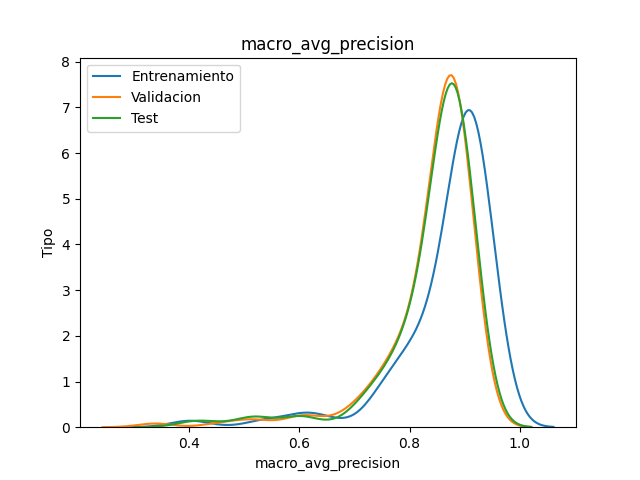 macro_avg_precision
Entrenamiento
Validacion
Test
Tipo
8
7
6
5
4
3
2
1
0
0.4 0.6 0.8 1.0
macro_avg_precision